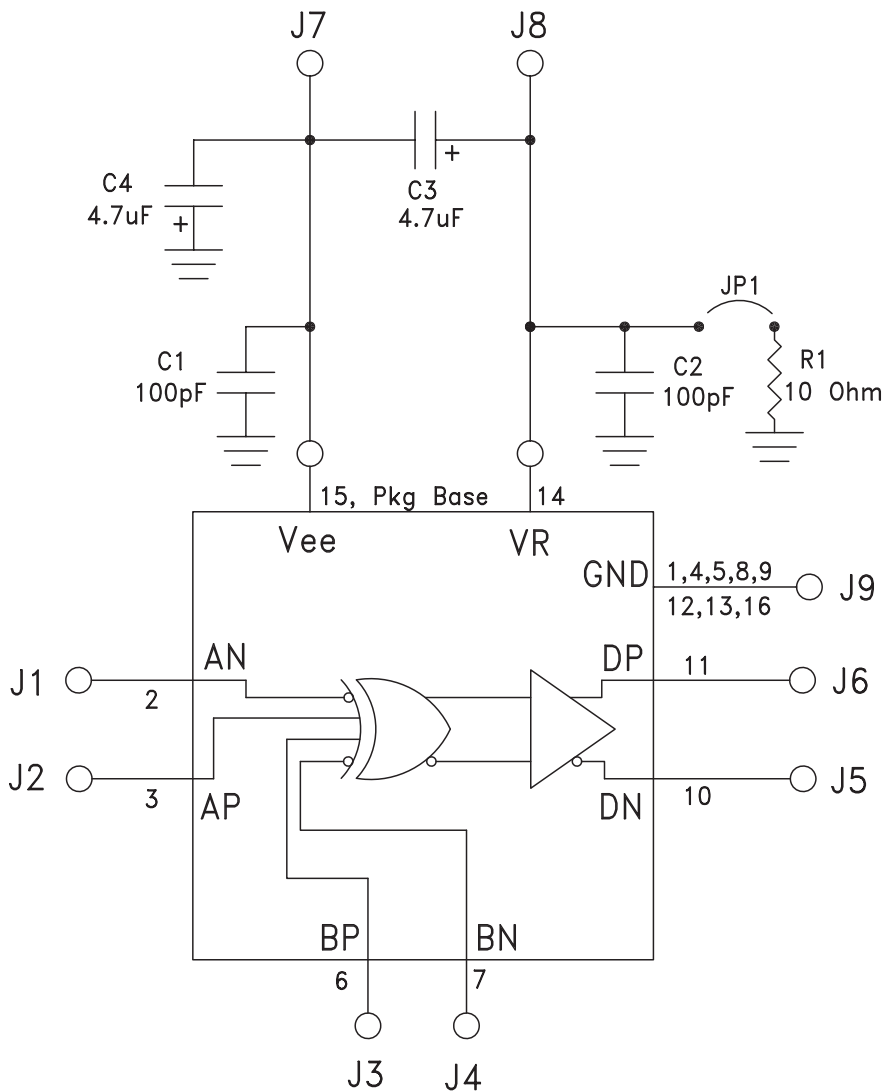 J7
J8
+
C4
4.7uF
+
C3
4.7uF
JP1
C1
100pF
C2
100pF
R1
10 Ohm
15, Pkg Base
14
Vee
VR
GND
1,4,5,8,9
12,13,16
J9
AN
DP
11
J1
2
J6
J2
3
AP
DN
10
J5
BP
BN
6
7
J3
J4